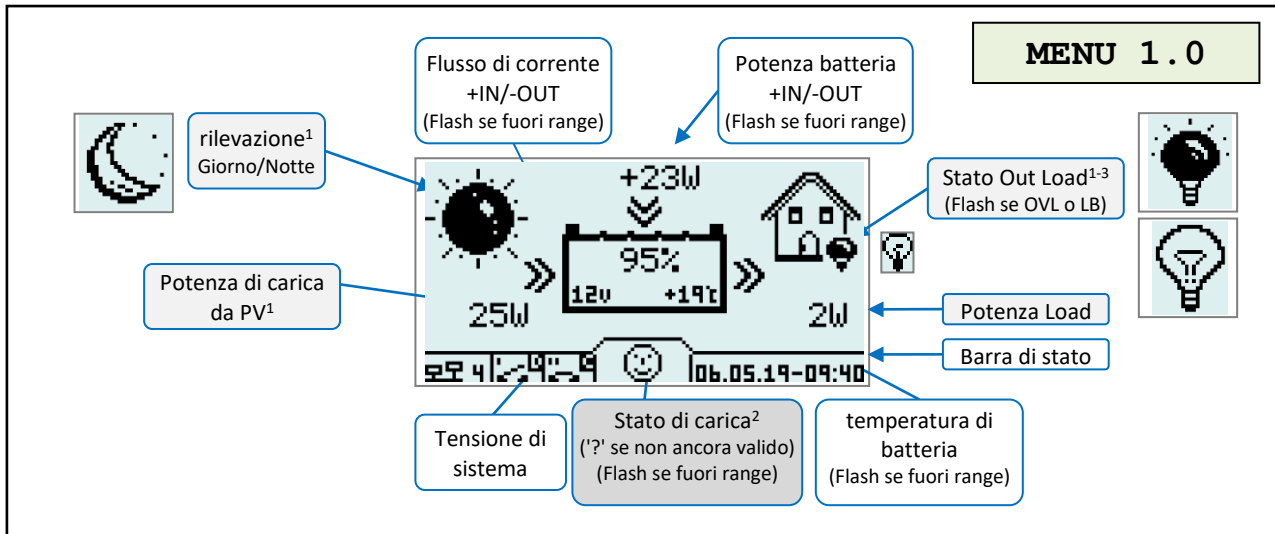 MENU 1.0
Flusso di corrente
+IN/-OUT
(Flash se fuori range)
Potenza batteria
+IN/-OUT
(Flash se fuori range)
rilevazione¹
Giorno/Notte
Stato Out Load¹⁻³
(Flash se OVL o LB)
+23W
95%
12v +19℃
25W
2W
Potenza di carica
da PV¹
Potenza Load
Barra di stato
4
06.05.19-09:40
Tensione di
sistema
Stato di carica²
('?' se non ancora valido)
(Flash se fuori range)
temperatura di
batteria
(Flash se fuori range)